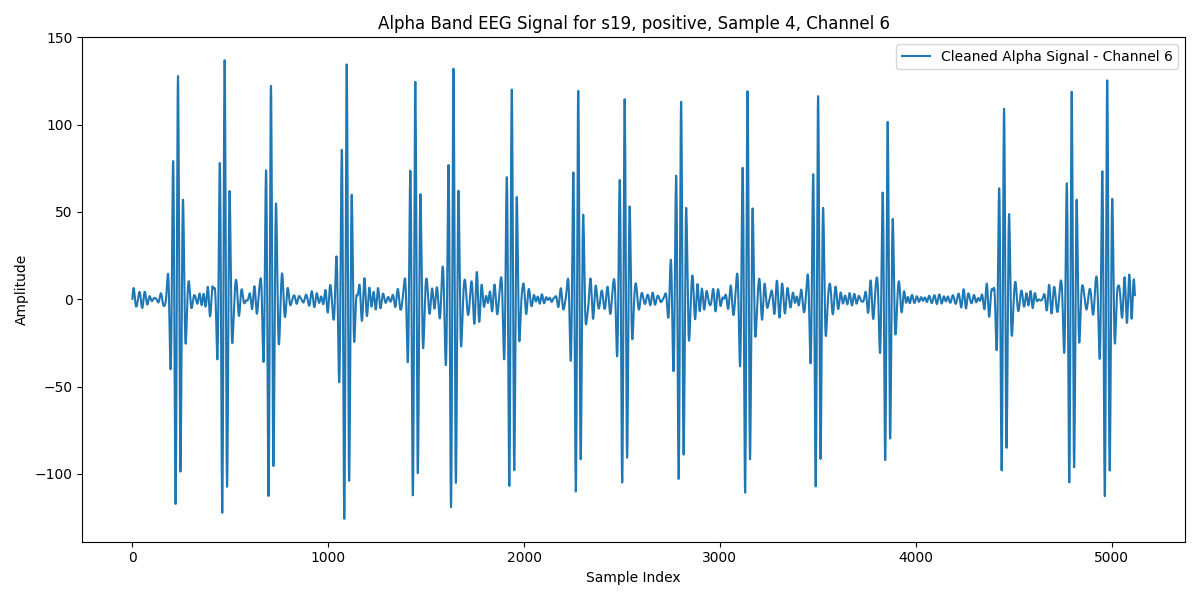 Alpha Band EEG Signal for s19, positive, Sample 4, Channel 6
Cleaned Alpha Signal - Channel 6
Amplitude
150
100
50
0
−50
−100
0 1000 2000 3000 4000 5000
Sample Index